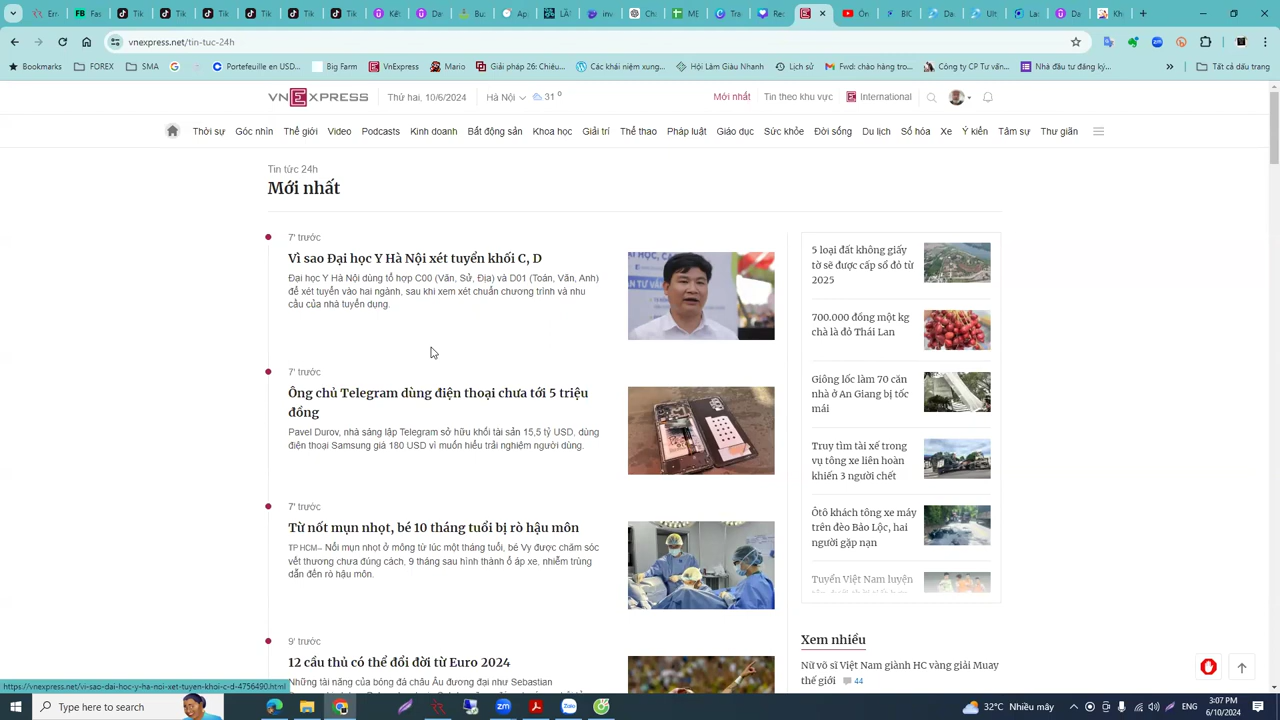 vnexpress.net/tin-tuc-24h
Bookmarks
FOREX
SMA
Portefeuille en USD...
Big Farm
VnExpress
Mario
Giải pháp 26: Chiêu...
Các khái niệm xung...
Hội Làm Giàu Nhanh
Lịch sử
Fwd: chào hàng tro...
Công ty CP Tư vấn...
Nhà đầu tư đăng ký...
»
Tất cả dấu trang
VNEXPRESS
Thứ hai, 10/6/2024
Hà Nội
31 °
Mới nhất
Tin theo khu vực
International
Thời sự
Góc nhìn
Thế giới
Video
Podcasts
Kinh doanh
Bất động sản
Khoa học
Giải trí
Thể thao
Pháp luật
Giáo dục
Sức khỏe
Đời sống
Du lịch
Số hóa
Xe
Ý kiến
Tâm sự
Thư giãn
Tin tức 24h
Mới nhất
7' trước
Vì sao Đại học Y Hà Nội xét tuyển khối C, D
Đại học Y Hà Nội dùng tổ hợp C00 (Văn, Sử, Địa) và D01 (Toán, Văn, Anh)
để xét tuyển vào hai ngành, sau khi xem xét chuẩn chương trình và nhu
cầu của nhà tuyển dụng.
7' trước
Ông chủ Telegram dùng điện thoại chưa tới 5 triệu
đồng
Pavel Durov, nhà sáng lập Telegram sở hữu khối tài sản 15,5 tỷ USD, dùng
điện thoại Samsung giá 180 USD vì muốn hiểu trải nghiệm người dùng.
7' trước
Từ nốt mụn nhọt, bé 10 tháng tuổi bị rò hậu môn
TP HCM– Nổi mụn nhọt ở mông từ lúc một tháng tuổi, bé Vy được chăm sóc
vết thương chưa đúng cách, 9 tháng sau hình thành ổ áp xe, nhiễm trùng
dẫn đến rò hậu môn.
9' trước
12 cầu thủ có thể đổi đời từ Euro 2024
Những tài năng của bóng đá châu Âu đương đại như Sebastian
5 loại đất không giấy
tờ sẽ được cấp sổ đỏ từ
2025
700.000 đồng một kg
chà là đỏ Thái Lan
Giông lốc làm 70 căn
nhà ở An Giang bị tốc
mái
Truy tìm tài xế trong
vụ tông xe liên hoàn
khiến 3 người chết
Ôtô khách tông xe máy
trên đèo Bảo Lộc, hai
người gặp nạn
Tuyển Việt Nam luyện
Xem nhiều
Nữ võ sĩ Việt Nam giành HC vàng giải Muay
thế giới
44
https://vnexpress.net/vi-sao-dai-hoc-y-ha-noi-xet-tuyen-khoi-c-d-4756490.html
Type here to search
32°C Nhiều mây
3:07 PM
6/10/2024